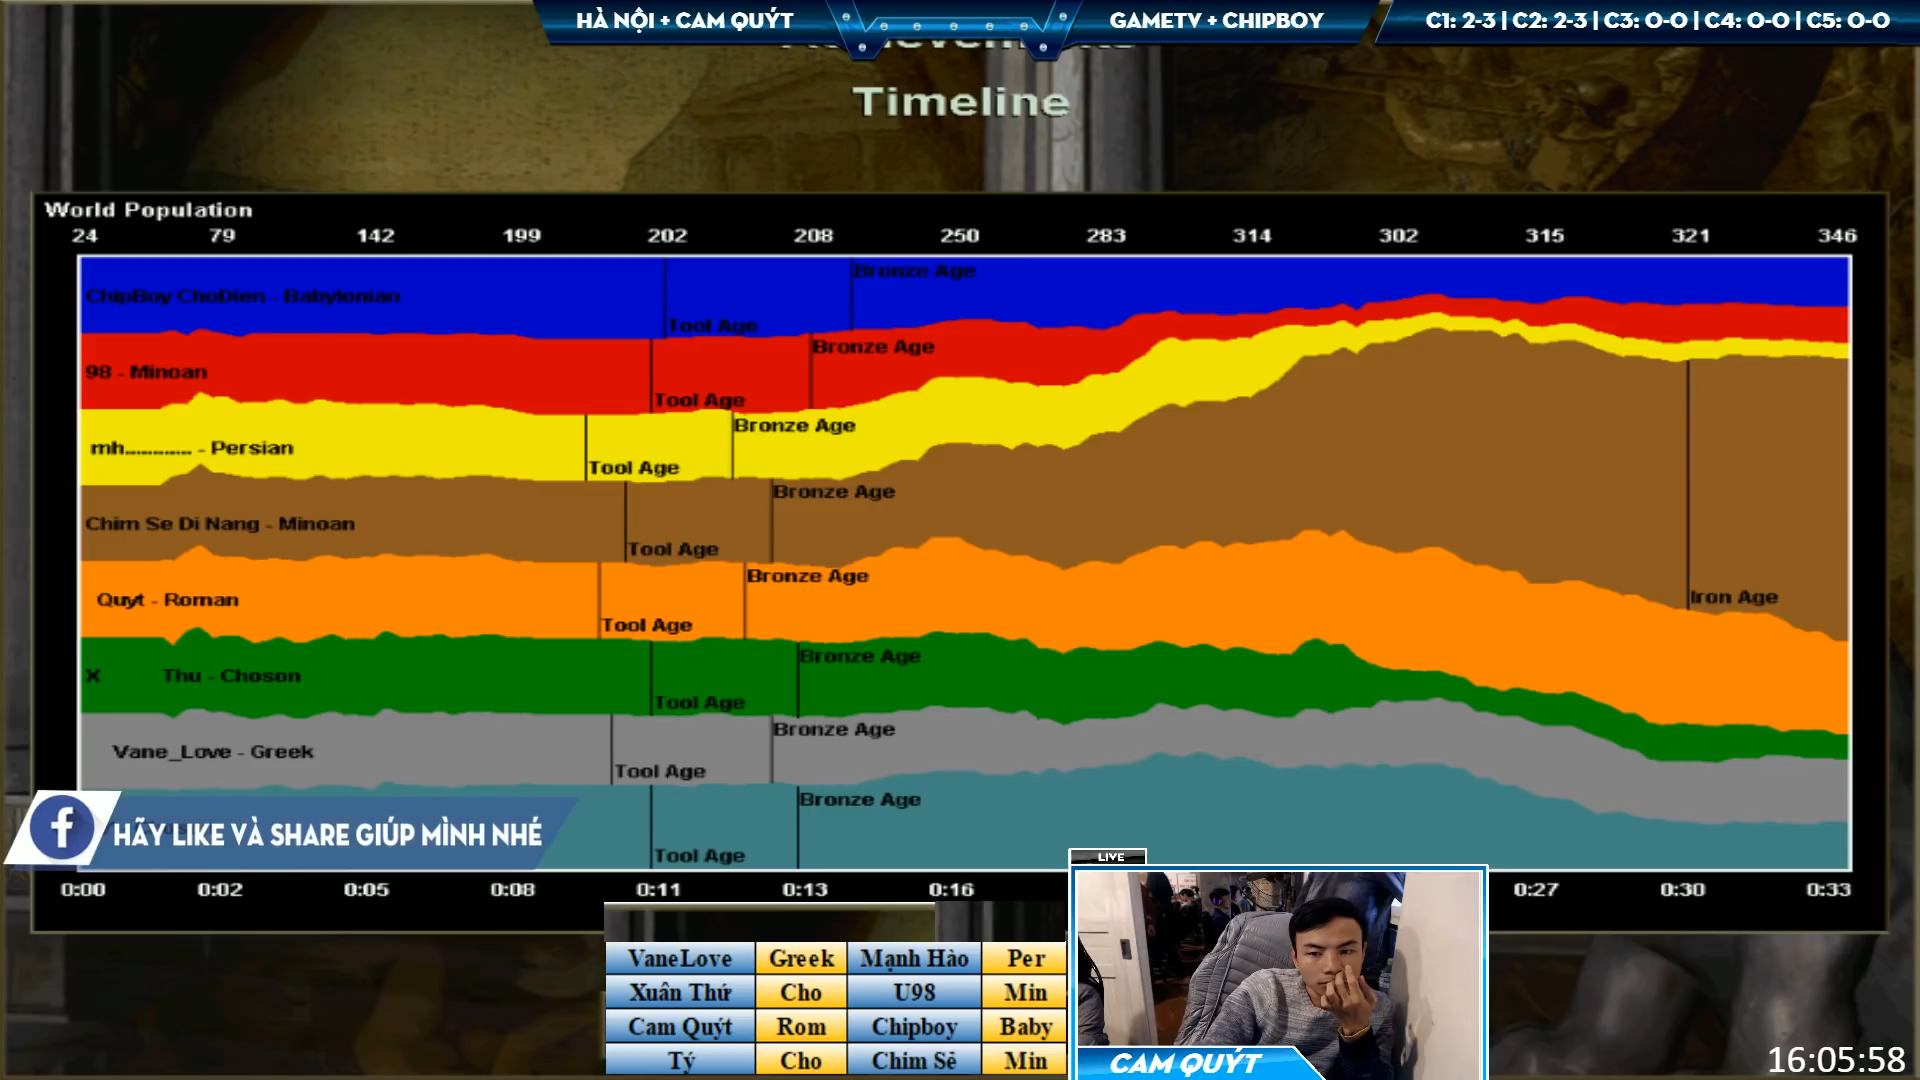 HÀ NỘI + CAM QUÝT
GAMETV + CHIPBOY
C1: 2-3 | C2: 2-3 | C3: 0-0 | C4: 0-0 | C5: 0-0
Timeline
World Population
24 79 142 199 202 208 250 283 314 302 315 321 346
Bronze Age
ChipBoy ChoDien - Babylonian
Tool Age
Bronze Age
98 - Minoan
Tool Age
Bronze Age
mh............. - Persian
Tool Age
Bronze Age
Chim Se Di Nang - Minoan
Tool Age
Bronze Age
Iron Age
Quyt - Roman
Tool Age
Bronze Age
X Thu - Choson
Tool Age
Bronze Age
Vane_Love - Greek
Tool Age
Bronze Age
HÃY LIKE VÀ SHARE GIÚP MÌNH NHÉ
Tool Age
0:00 0:02 0:05 0:08 0:11 0:13 0:16 0:27 0:30 0:33
LIVE
VaneLove Greek Mạnh Hào Per
Xuân Thứ Cho U98 Min
Cam Quýt Rom Chipboy Baby
Tý Cho Chim Sẻ Min
CAM QUÝT
16:05:58